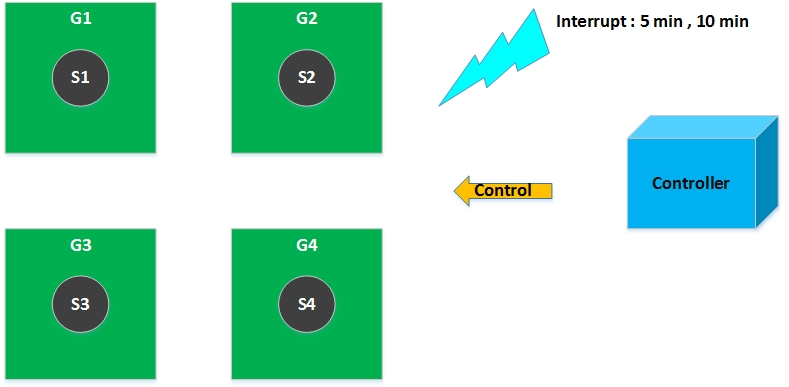 G1
G2
Interrupt : 5 min , 10 min
S1
S2
Control
Controller
G3
G4
S3
S4